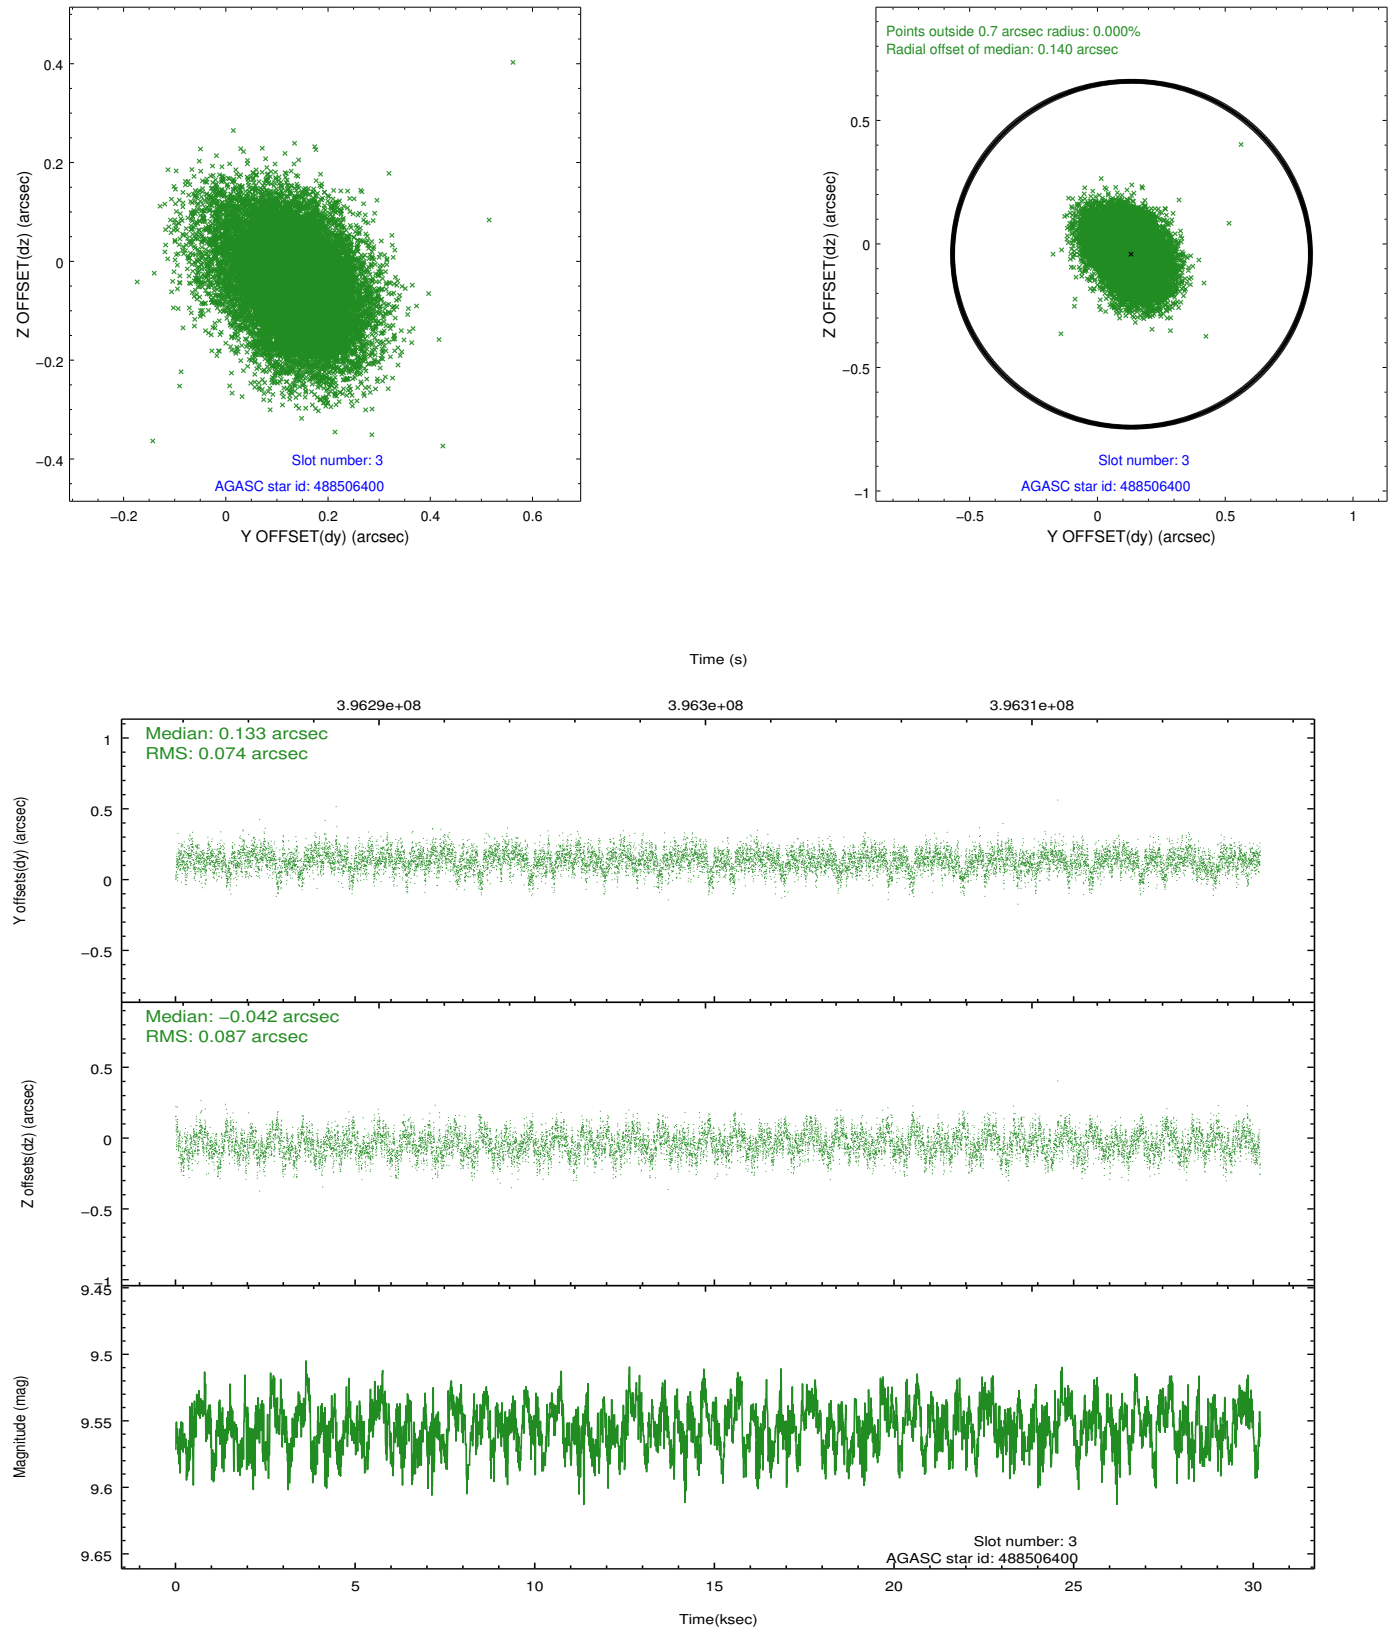 0.4
0.2
0
−0.2
−0.4
Z OFFSET(dz) (arcsec)
Slot number: 3
AGASC star id: 488506400
−0.2 0 0.2 0.4 0.6
Y OFFSET(dy) (arcsec)
Points outside 0.7 arcsec radius: 0.000%
Radial offset of median: 0.140 arcsec
0.5
0
−0.5
−1
Z OFFSET(dz) (arcsec)
Slot number: 3
AGASC star id: 488506400
−0.5 0 0.5 1
Y OFFSET(dy) (arcsec)
Time (s)
3.9629e+08 3.963e+08 3.9631e+08
Median: 0.133 arcsec
RMS: 0.074 arcsec
1
0.5
0
−0.5
Y offsets(dy) (arcsec)
Median: −0.042 arcsec
RMS: 0.087 arcsec
0.5
0
−0.5
−1
Z offsets(dz) (arcsec)
9.45
9.5
9.55
9.6
9.65
Magnitude (mag)
Slot number: 3
AGASC star id: 488506400
0 5 10 15 20 25 30
Time(ksec)